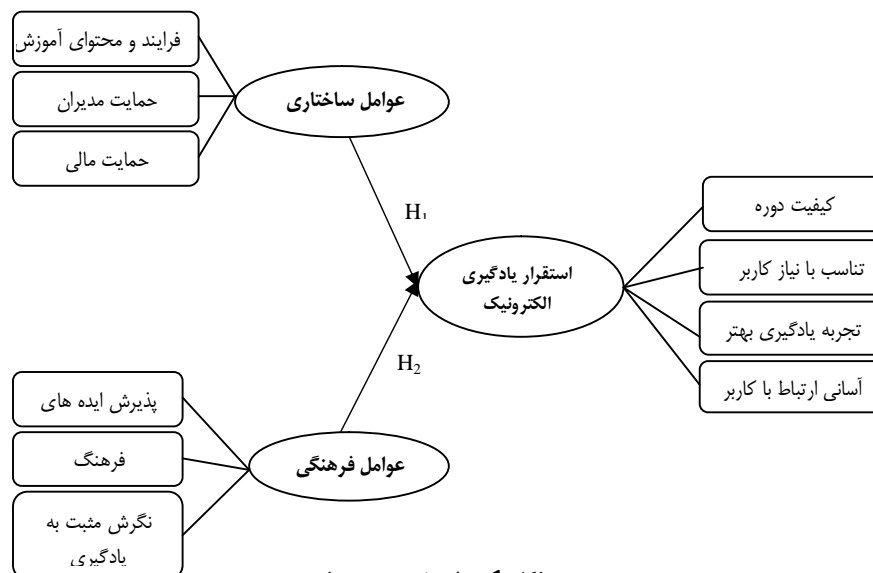 فرایند و محتوای آموزش
حمایت مدیران
حمایت مالی
عوامل ساختاری
H₁
کیفیت دوره
تناسب با نیاز کاربر
تجربه یادگیری بهتر
آسانی ارتباط با کاربر
استقرار یادگیری
الکترونیک
H₂
پذیرش ایده های
فرهنگ
نگرش مثبت به
یادگیری
عوامل فرهنگی